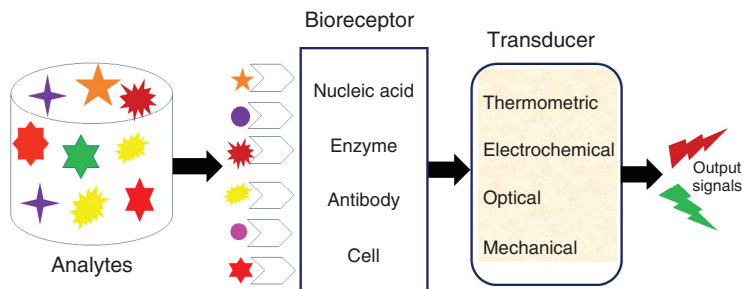 Bioreceptor
Transducer
Analytes
Nucleic acid
Enzyme
Antibody
Cell
Thermometric
Electrochemical
Optical
Mechanical
Output
signals